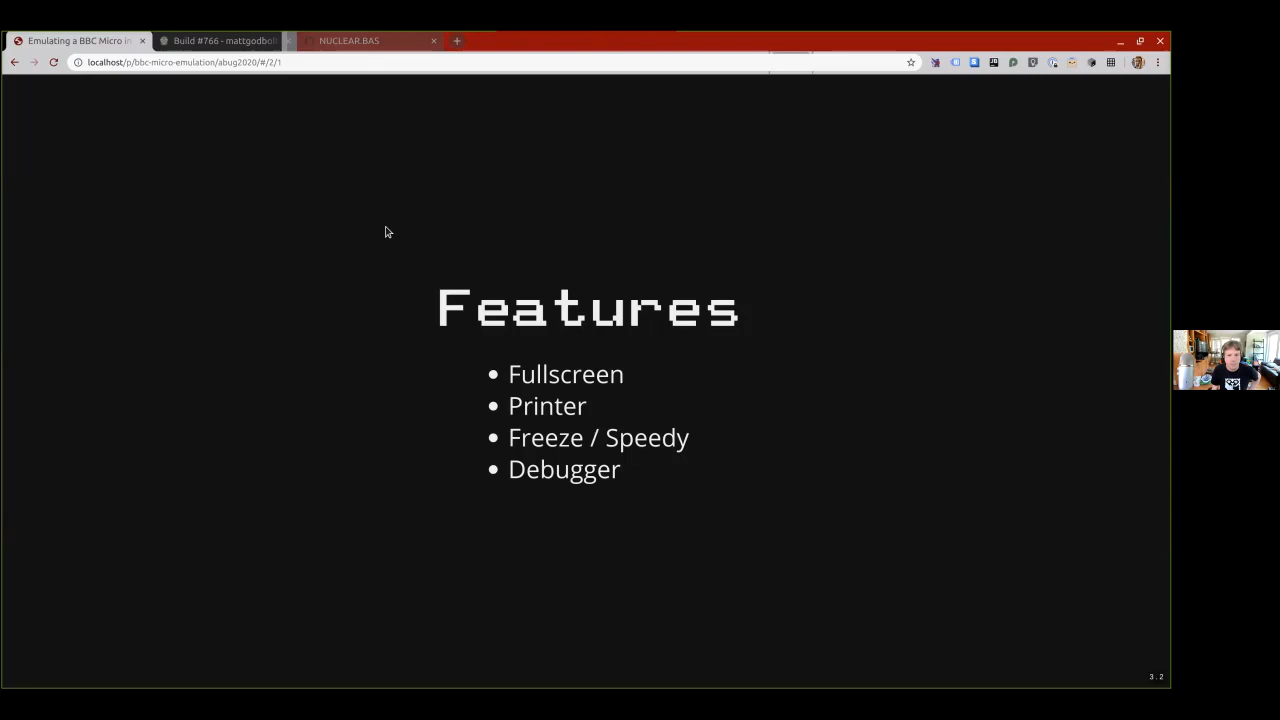 Emulating a BBC Micro in
Build #766 - mattgodbolt
NUCLEAR.BAS
localhost/p/bbc-micro-emulation/abug2020/#/2/1
Features
Fullscreen
Printer
Freeze / Speedy
Debugger
3.2